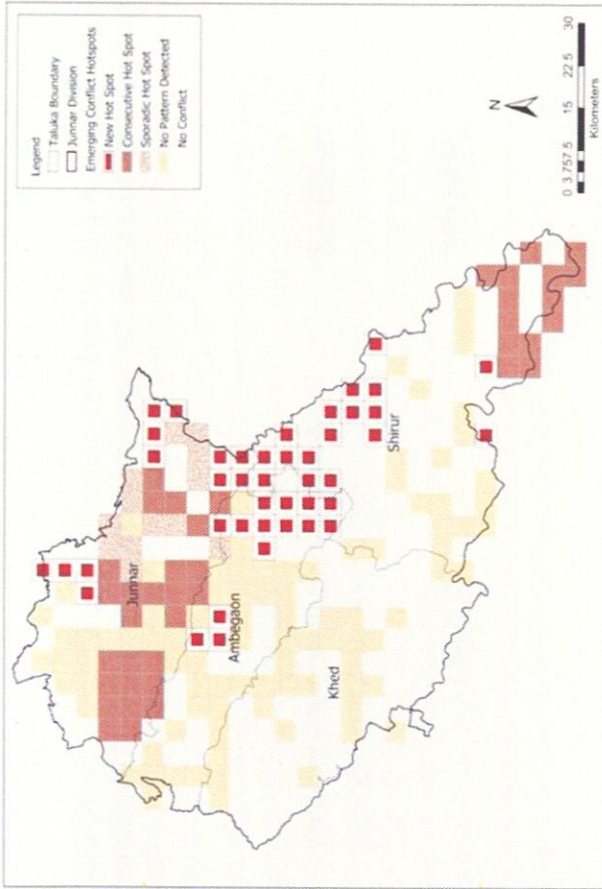 Legend
Taluka Boundary
Junnar Division
Emerging Conflict Hotspots
New Hot Spot
Consecutive Hot Spot
Sporadic Hot Spot
No Pattern Detected
No Conflict
Junnar
Ambegaon
Khed
Shirur
N
0 3.757.5 15 22.5 30
Kilometers